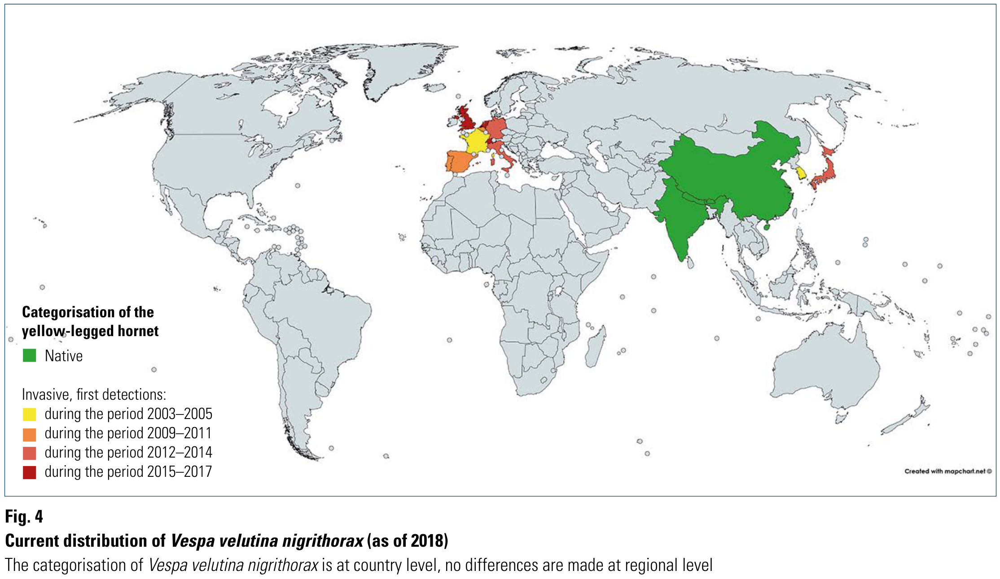 Categorisation of the
yellow-legged hornet
Native
Invasive, first detections:
during the period 2003–2005
during the period 2009–2011
during the period 2012–2014
during the period 2015–2017
Created with mapchart.net ©
Fig. 4
Current distribution of Vespa velutina nigrithorax (as of 2018)
The categorisation of Vespa velutina nigrithorax is at country level, no differences are made at regional level